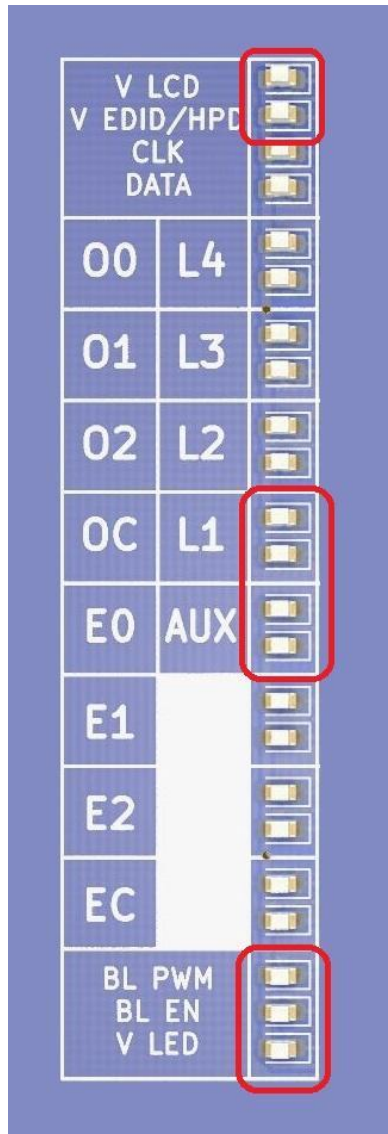 V LCD
V EDID/HPD
CLK
DATA
O0 L4
O1 L3
O2 L2
OC L1
E0 AUX
E1
E2
EC
BL PWM
BL EN
V LED